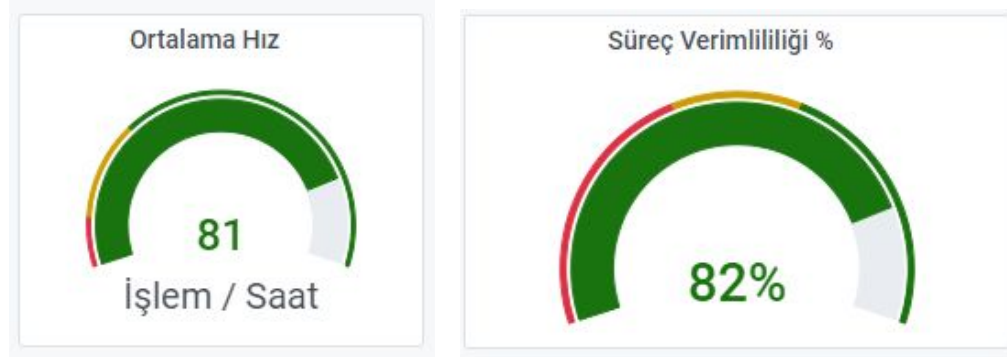 Ortalama Hız
81
İşlem / Saat
Süreç Verimlililiği %
82%